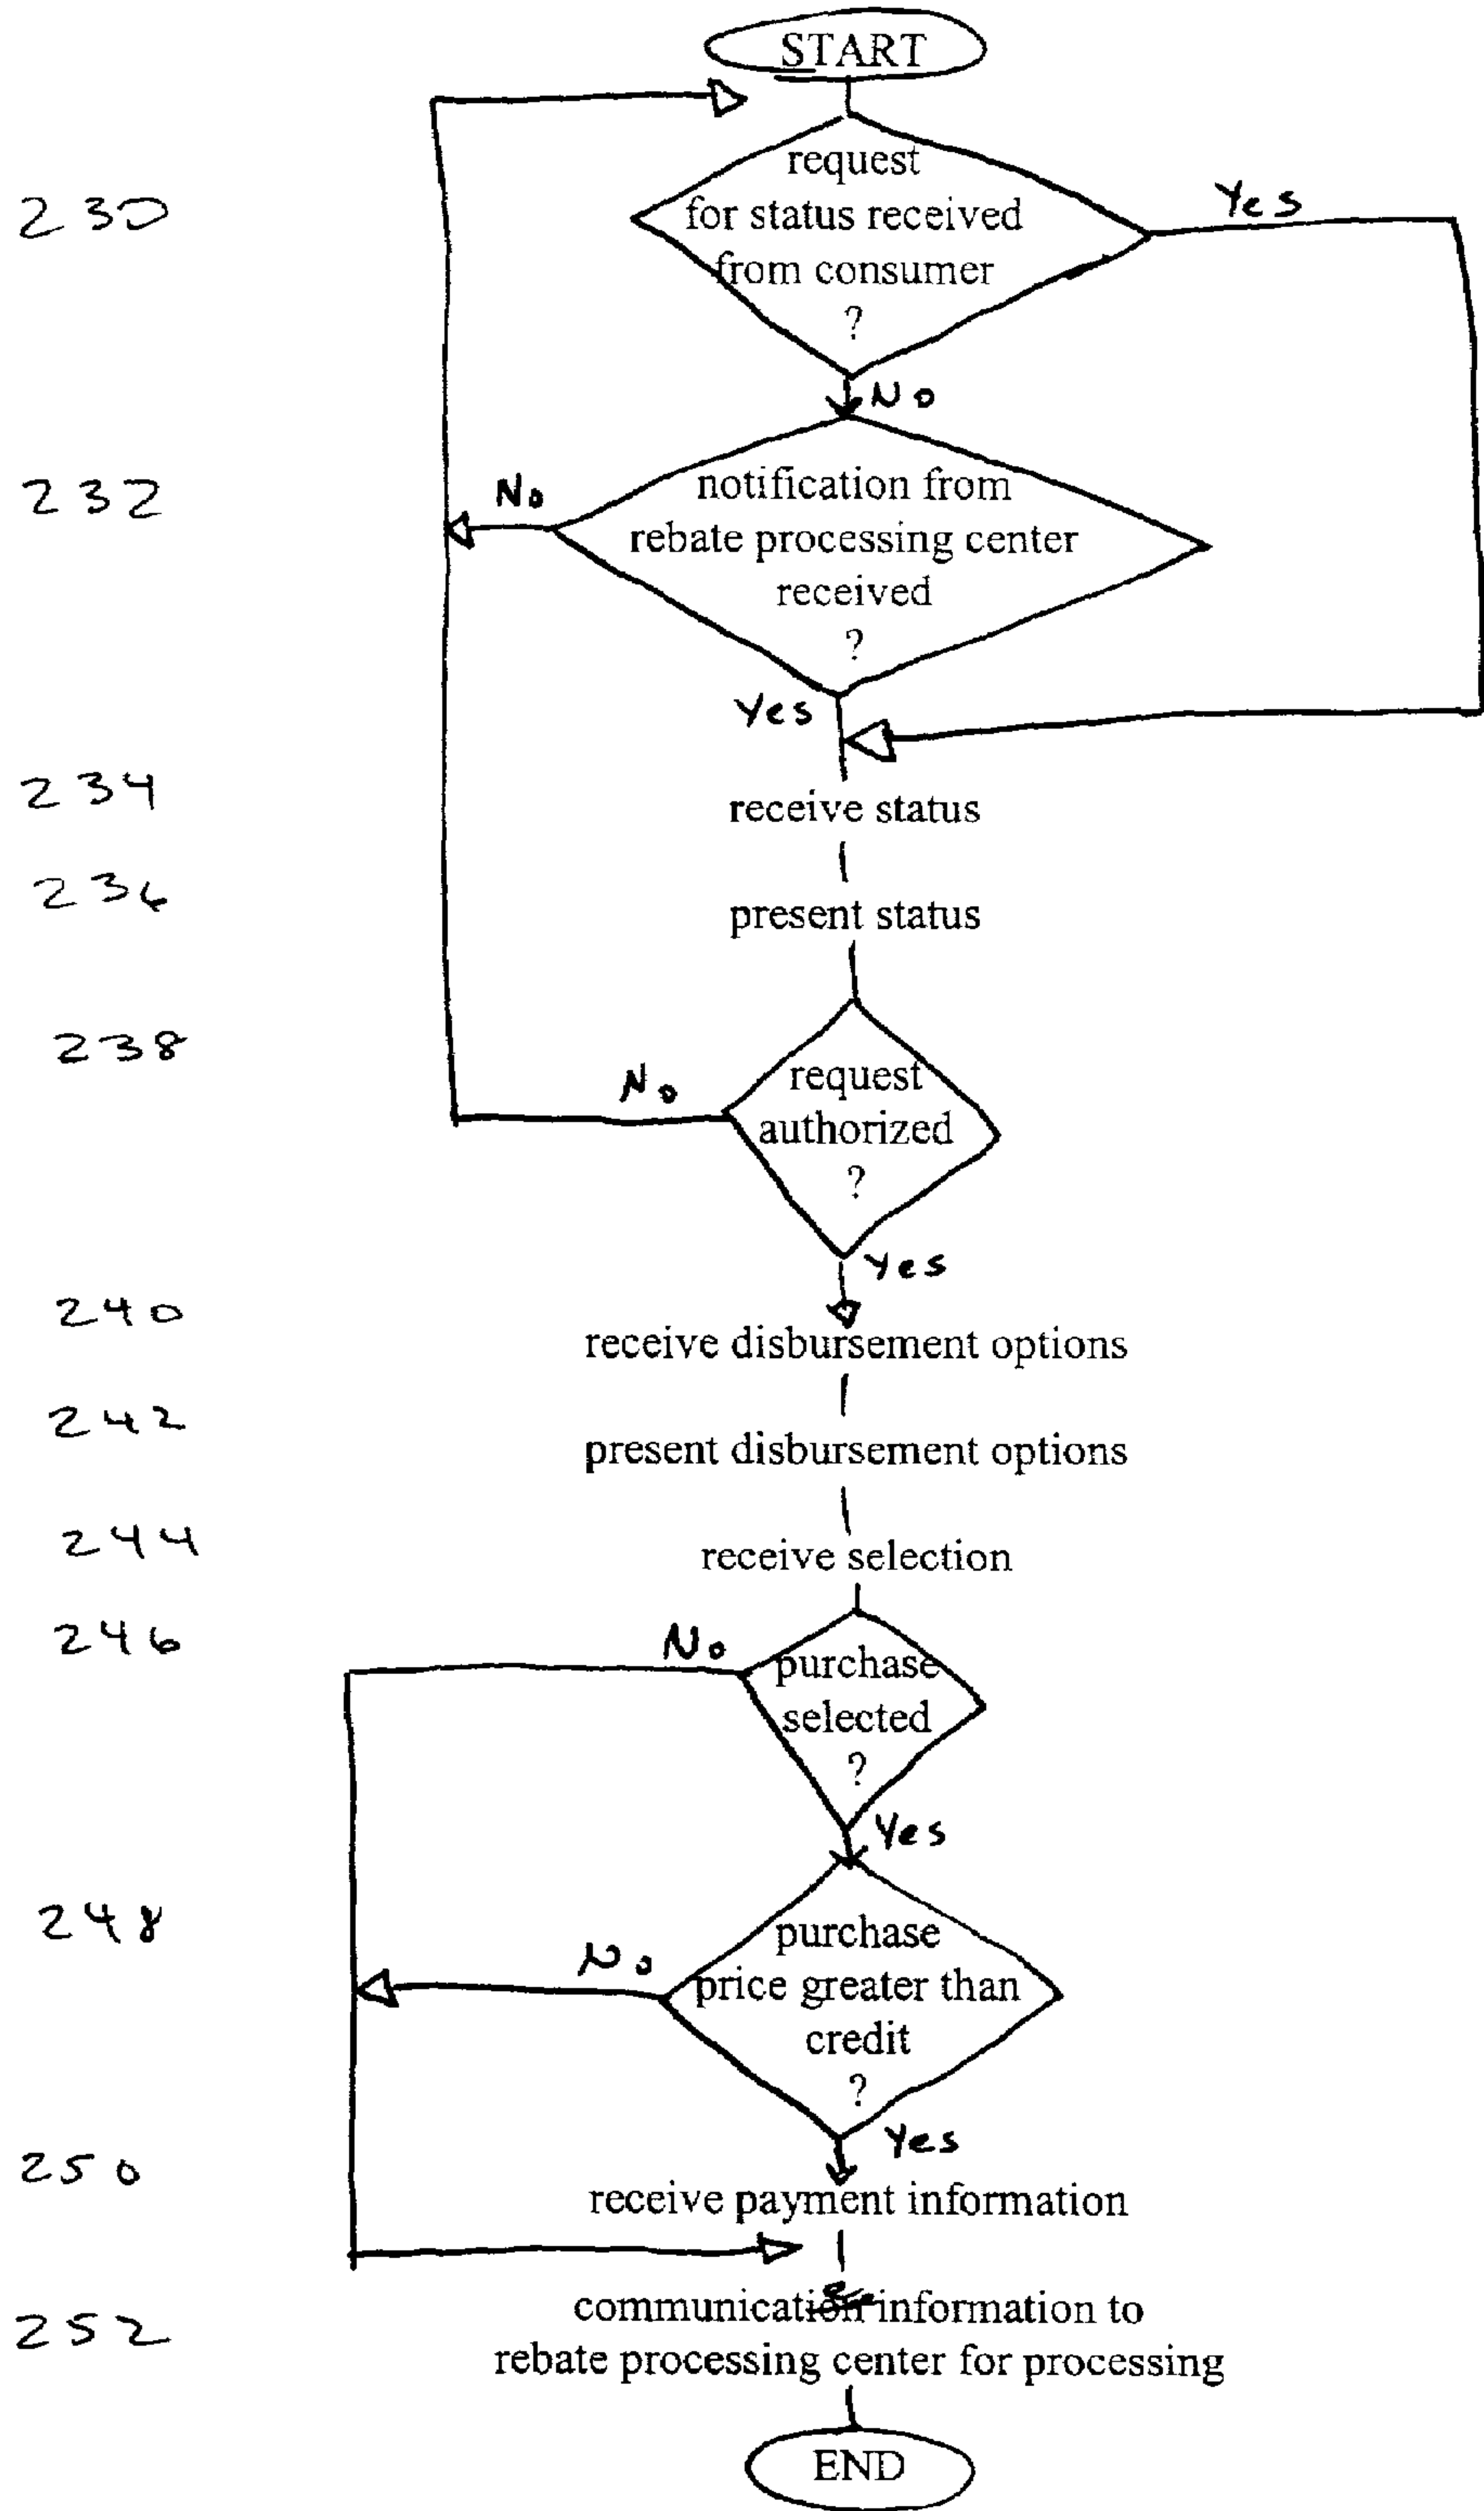 START
230
request
for status received
from consumer
?
Yes
No
232
No
notification from
rebate processing center
received
?
Yes
234
receive status
236
present status
238
No
request
authorized
?
Yes
240
receive disbursement options
242
present disbursement options
244
receive selection
246
No
purchase
selected
?
Yes
248
No
purchase
price greater than
credit
?
Yes
250
receive payment information
252
communicate information to
rebate processing center for processing
END